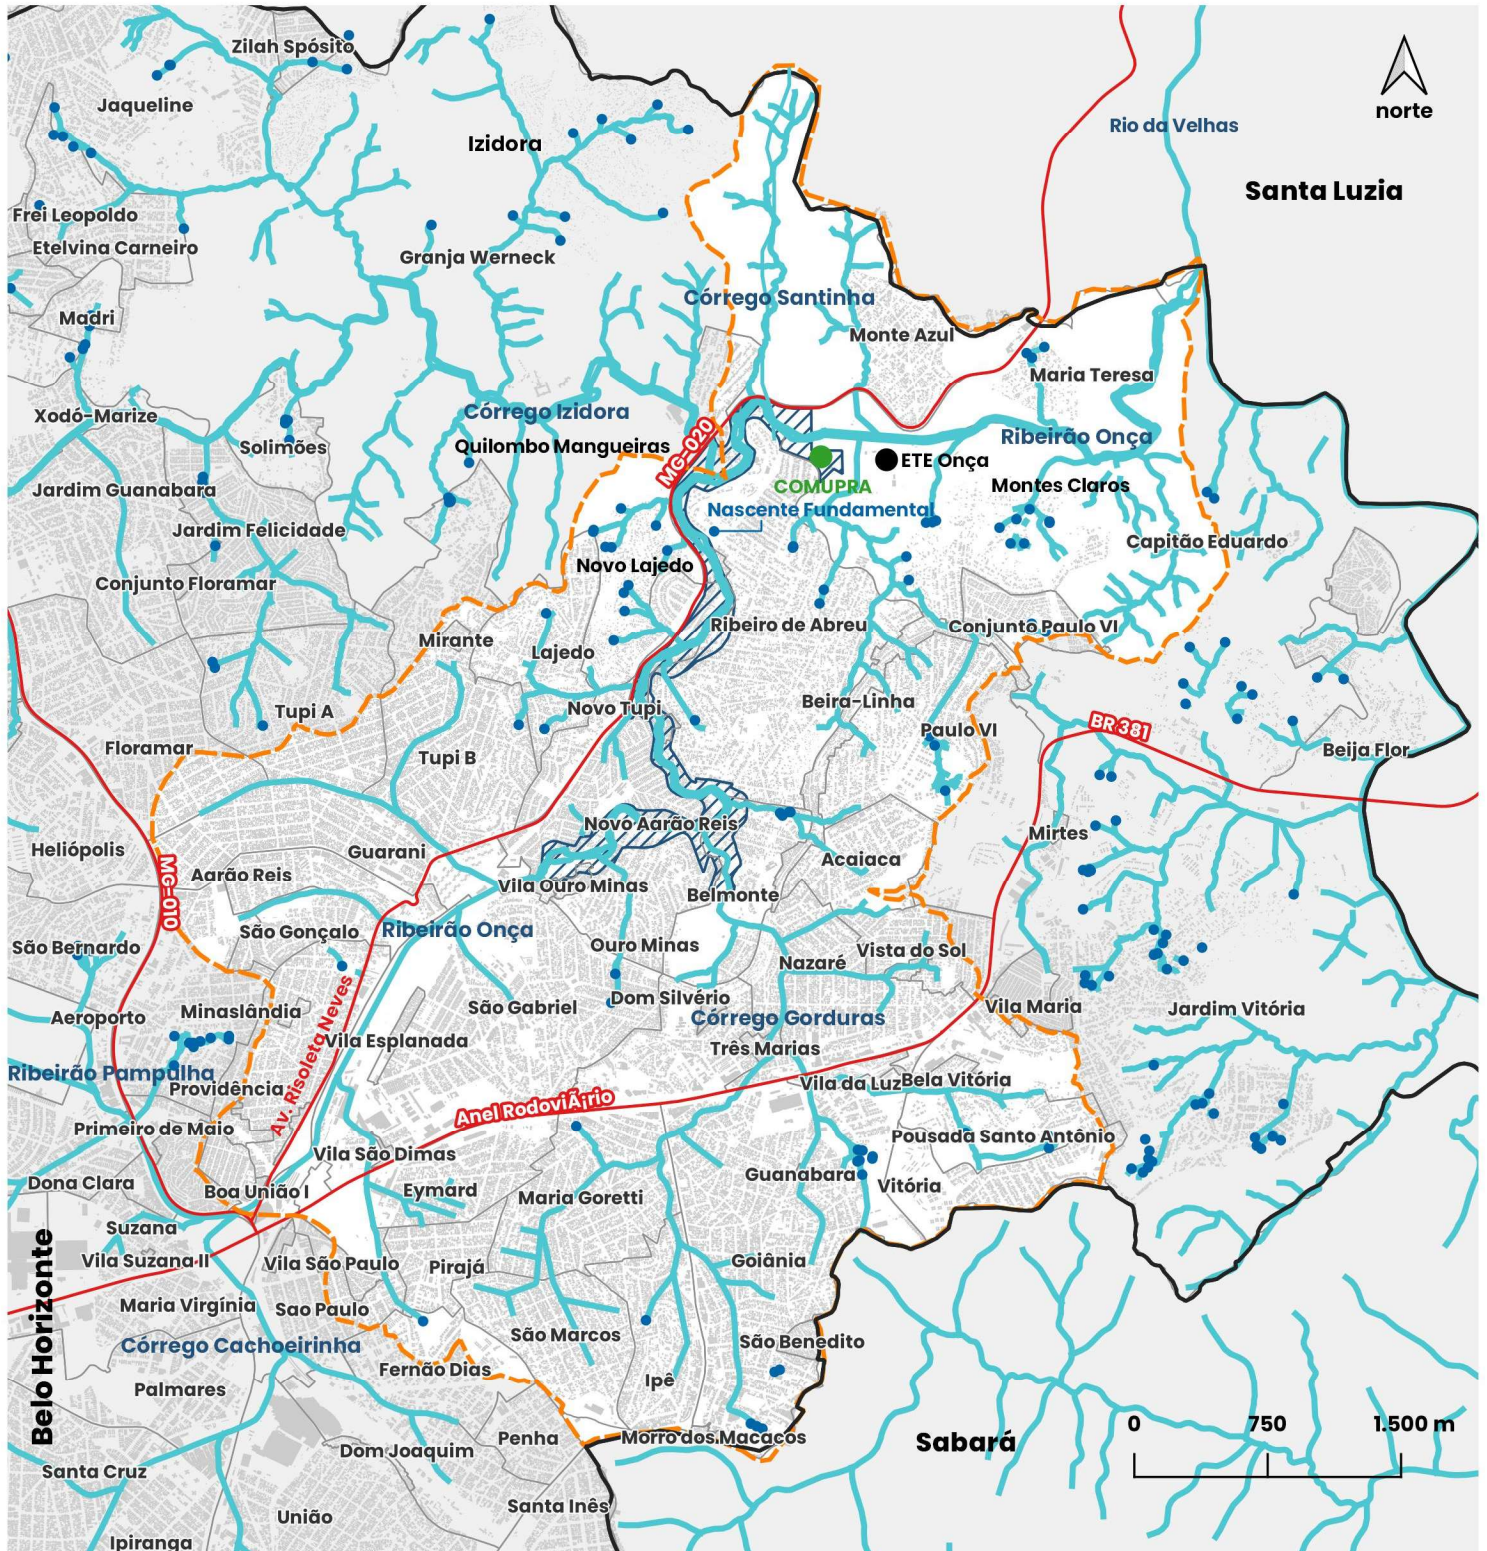 Zilah Spósito
Jaqueline
norte
Rio da Velhas
Izidora
Santa Luzia
Frei Leopoldo
Etelvina Carneiro
Granja Werneck
Córrego Santinha
Madri
Monte Azul
Maria Teresa
Xodó-Marize
Córrego Izidora
Solimões
Quilombo Mangueiras
MG-020
Ribeirão Onça
ETE Onça
COMUPRA
Montes Claros
Jardim Guanabara
Nascente Fundamental
Jardim Felicidade
Capitão Eduardo
Novo Lajedo
Conjunto Floramar
Ribeiro de Abreu
Conjunto Paulo VI
Mirante
Lajedo
Beira-Linha
Novo Tupi
Tupi A
Paulo VI
BR 381
Floramar
Tupi B
Beija Flor
Novo Aarão Reis
Mirtes
Heliópolis
Guarani
Acaiaca
Aarão Reis
MG-010
Vila Ouro Minas
Belmonte
São Gonçalo
Ribeirão Onça
São Bernardo
Ouro Minas
Vista do Sol
Nazaré
Dom Silvério
Minaslândia
São Gabriel
Vila Maria
Jardim Vitória
Aeroporto
Córrego Gorduras
Av. Risoleta Neves
Vila Esplanada
Três Marias
Ribeirão Pampulha
Providência
Vila da Luz
Bela Vitória
Anel RodoviÃ¡rio
Primeiro de Maio
Pousada Santo Antônio
Vila São Dimas
Guanabara
Dona Clara
Boa União I
Eymard
Maria Goretti
Vitória
Suzana
Vila Suzana II
Vila São Paulo
Pirajá
Goiânia
Belo Horizonte
Maria Virgínia
Sao Paulo
Córrego Cachoeirinha
São Marcos
São Benedito
Fernão Dias
Ipê
Palmares
0 750 1.500 m
Penha
Morro dos Macacos
Sabará
Dom Joaquim
Santa Cruz
Santa Inês
União
Ipiranga